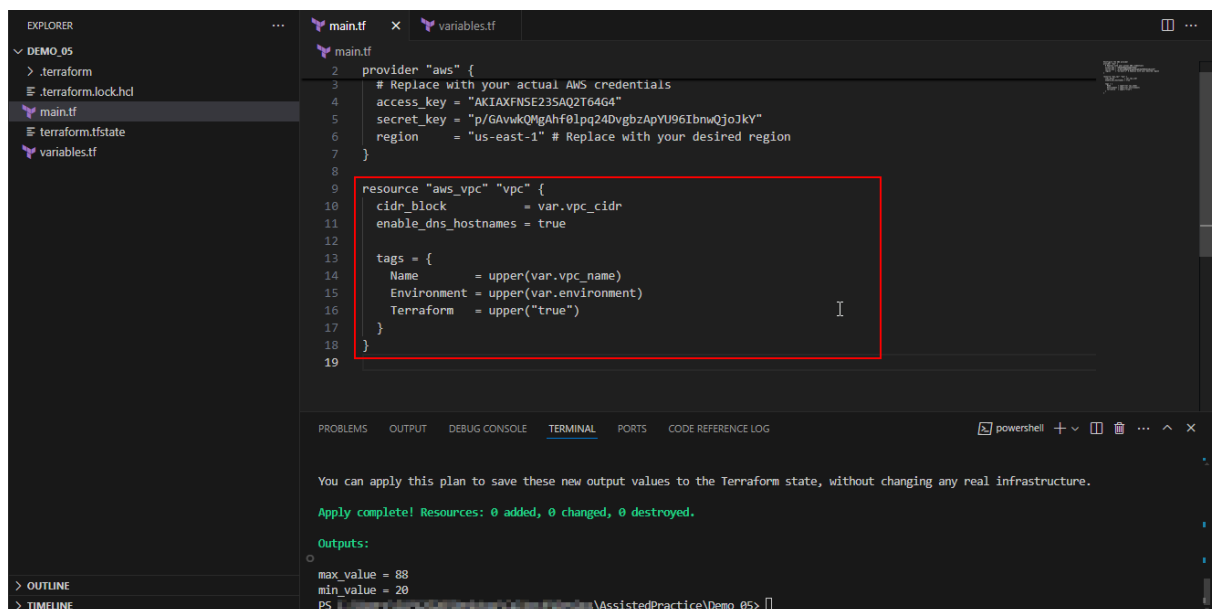 EXPLORER
DEMO_05
.terraform
.terraform.lock.hcl
main.tf
terraform.tfstate
variables.tf
OUTLINE
TIMELINE
main.tf
variables.tf
main.tf
2 provider "aws" {
3 # Replace with your actual AWS credentials
4 access_key = "AKIAXFNSE23SAQ2T64G4"
5 secret_key = "p/GAvwkQMgAhf0lpq24DvgbzApYU96IbnwQjoJkY"
6 region = "us-east-1" # Replace with your desired region
7 }
8
9 resource "aws_vpc" "vpc" {
10 cidr_block = var.vpc_cidr
11 enable_dns_hostnames = true
12
13 tags = {
14 Name = upper(var.vpc_name)
15 Environment = upper(var.environment)
16 Terraform = upper("true")
17 }
18 }
19
PROBLEMS OUTPUT DEBUG CONSOLE TERMINAL PORTS CODE REFERENCE LOG
powershell
You can apply this plan to save these new output values to the Terraform state, without changing any real infrastructure.
Apply complete! Resources: 0 added, 0 changed, 0 destroyed.
Outputs:
max_value = 88
min_value = 20
PS \AssistedPractice\Demo_05>